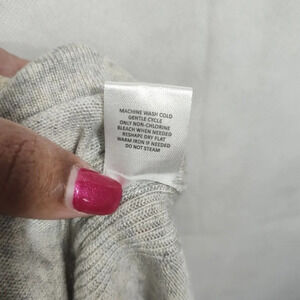 MACHINE WASH COLD
GENTLE CYCLE
ONLY NON-CHLORINE
BLEACH WHEN NEEDED
RESHAPE DRY FLAT
WARM IRON IF NEEDED
DO NOT STEAM